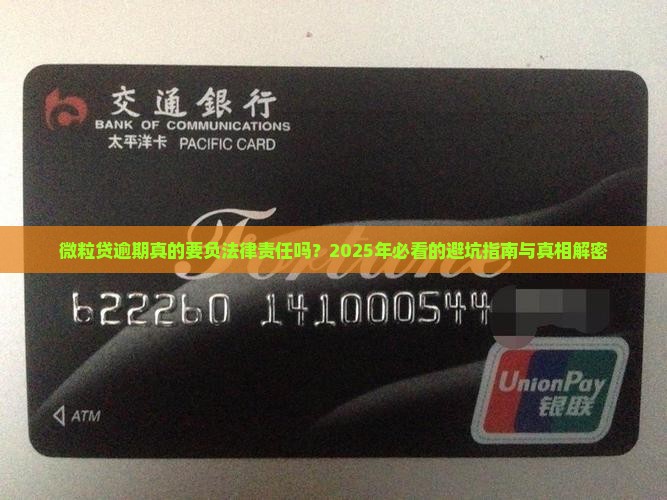 交通銀行
BANK OF COMMUNICATIONS
太平洋卡 PACIFIC CARD
Fortune
微粒贷逾期真的要负法律责任吗？2025年必看的避坑指南与真相解密
622260 141000544
UnionPay
银联
ATM